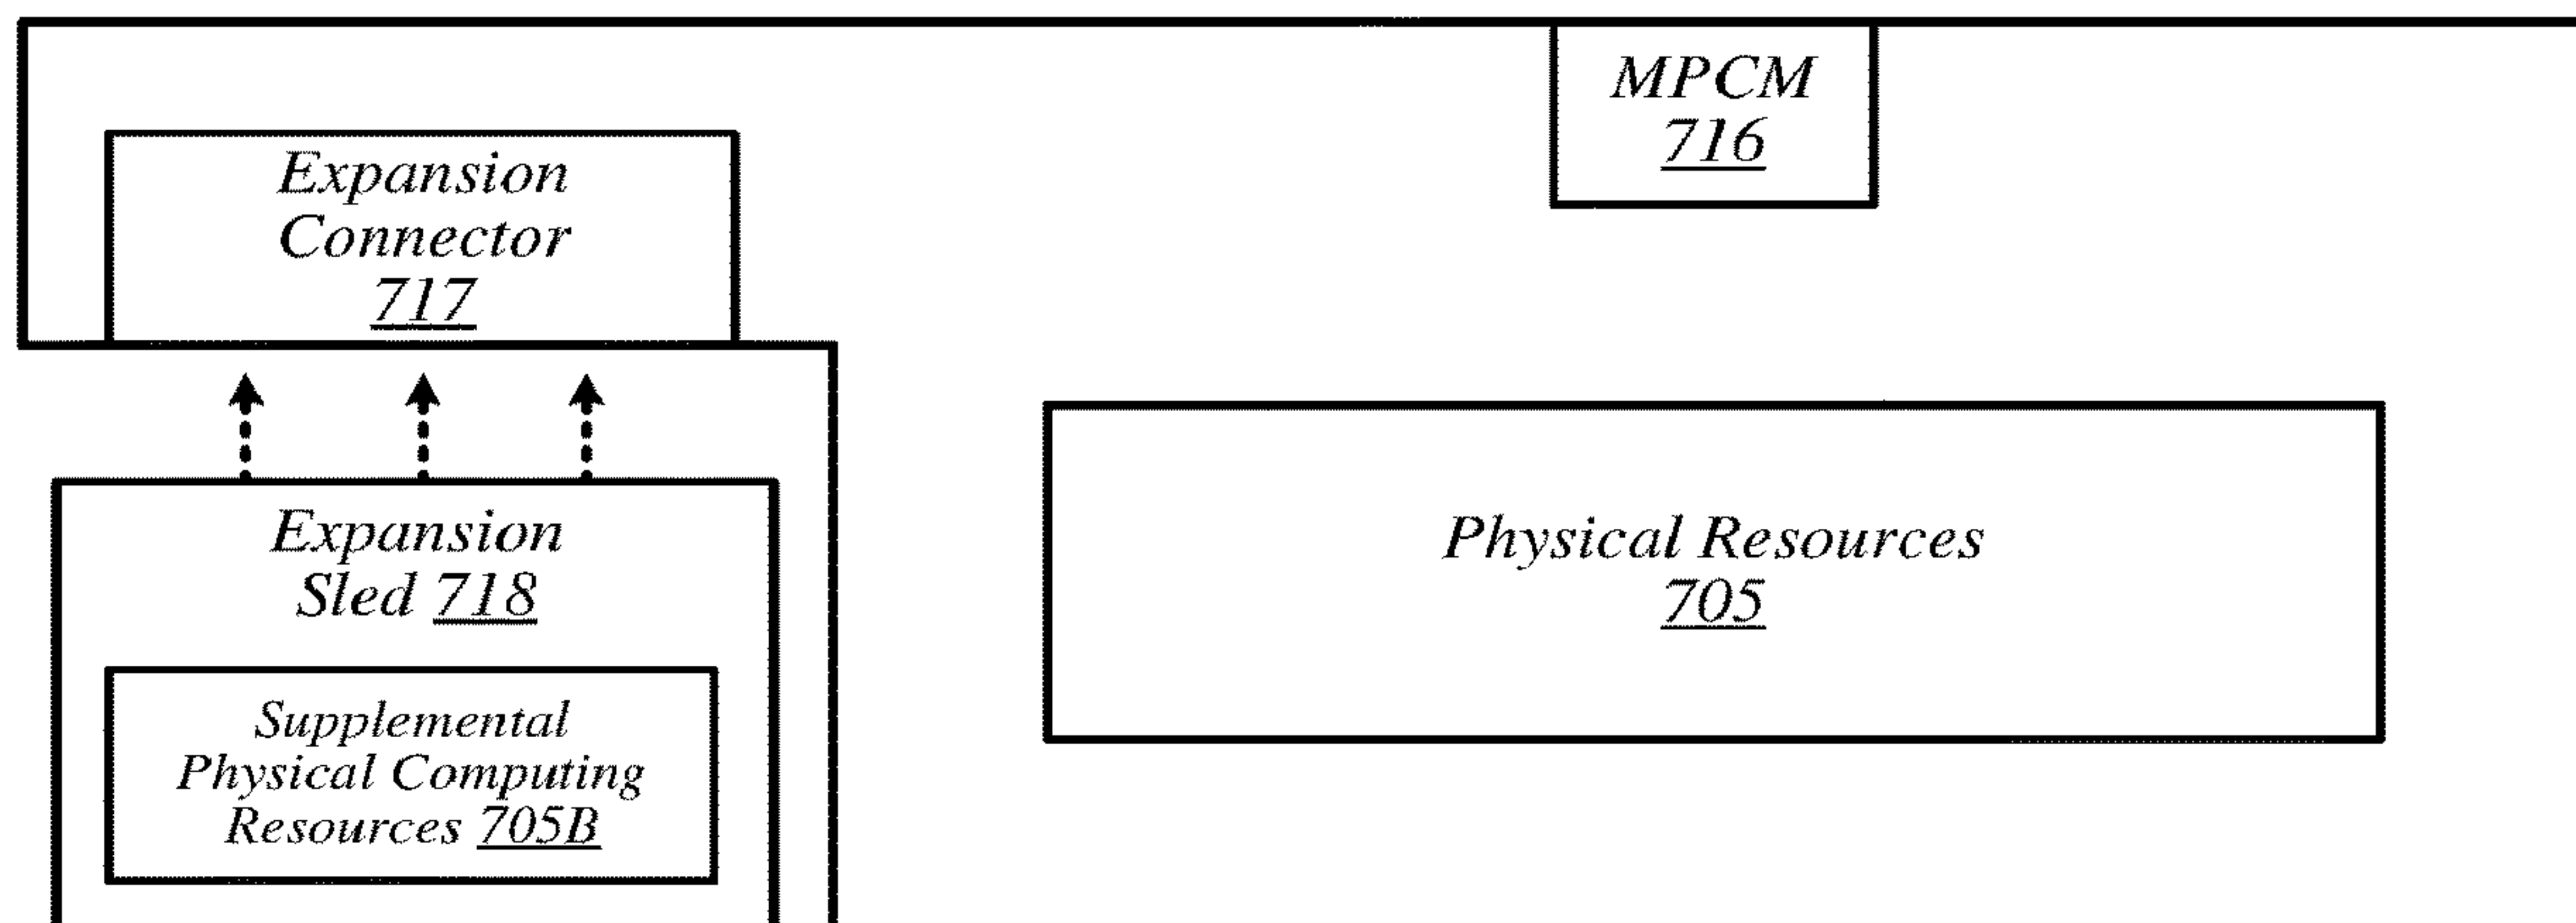 MPCM
716
Expansion
Connector
717
Expansion
Sled 718
Physical Resources
705
Supplemental
Physical Computing
Resources 705B